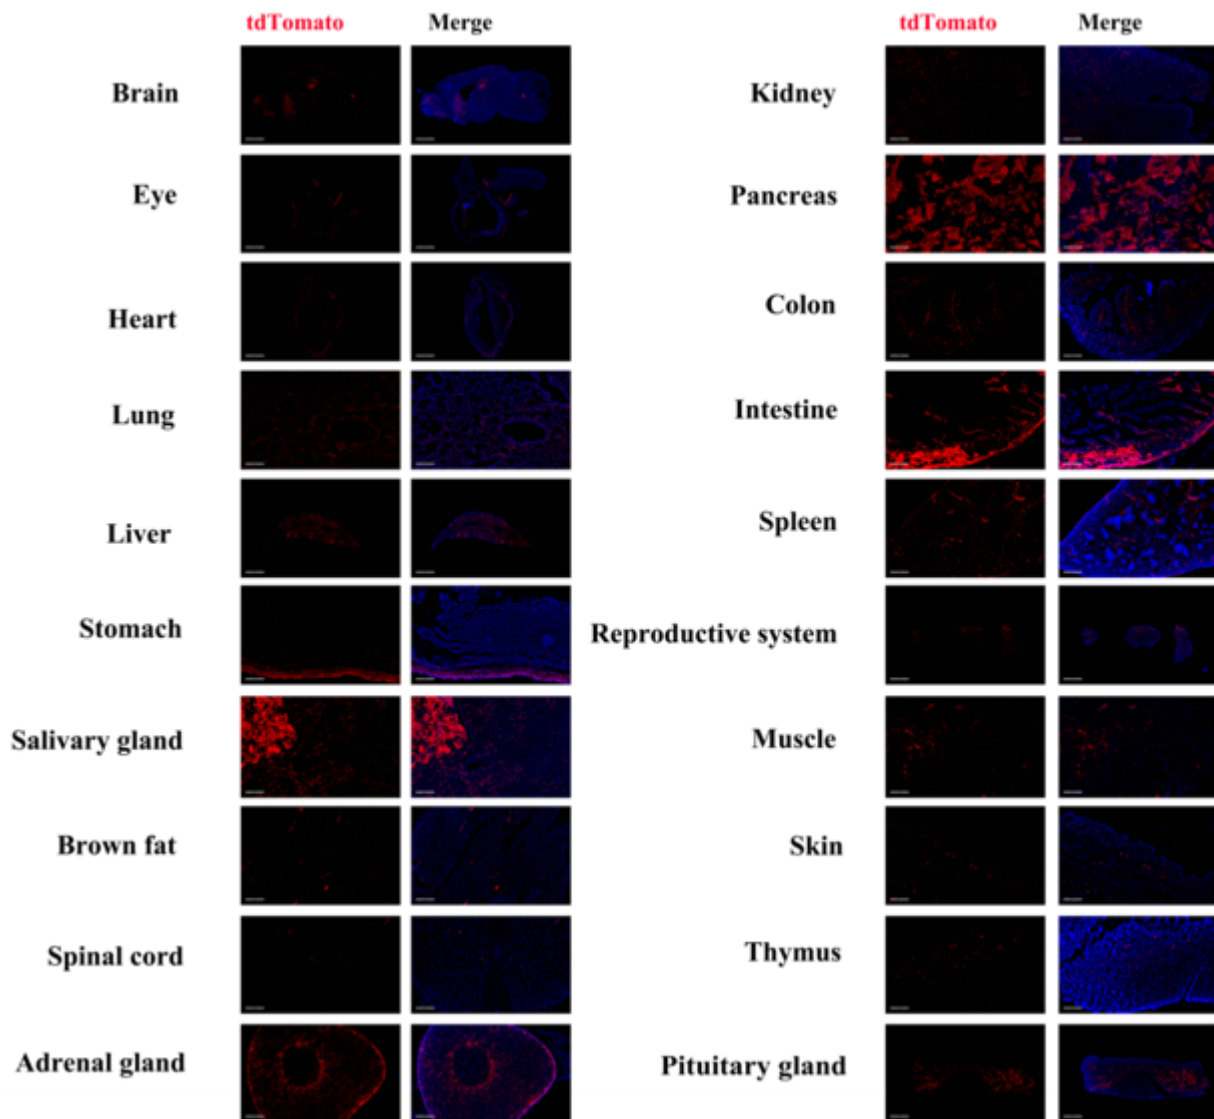 tdTomato Merge tdTomato Merge
Brain Kidney
Eye Pancreas
Heart Colon
Lung Intestine
Liver Spleen
Stomach Reproductive system
Salivary gland Muscle
Brown fat Skin
Spinal cord Thymus
Adrenal gland Pituitary gland